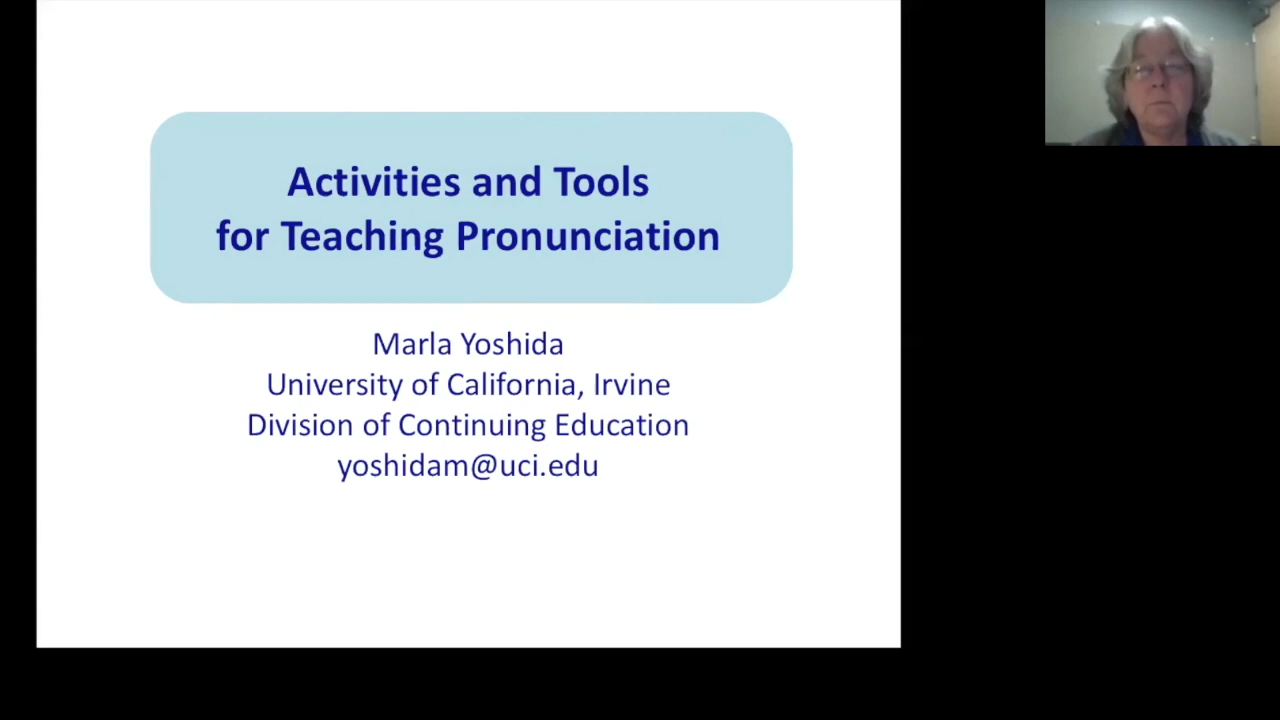 Activities and Tools
for Teaching Pronunciation
Marla Yoshida
University of California, Irvine
Division of Continuing Education
yoshidam@uci.edu